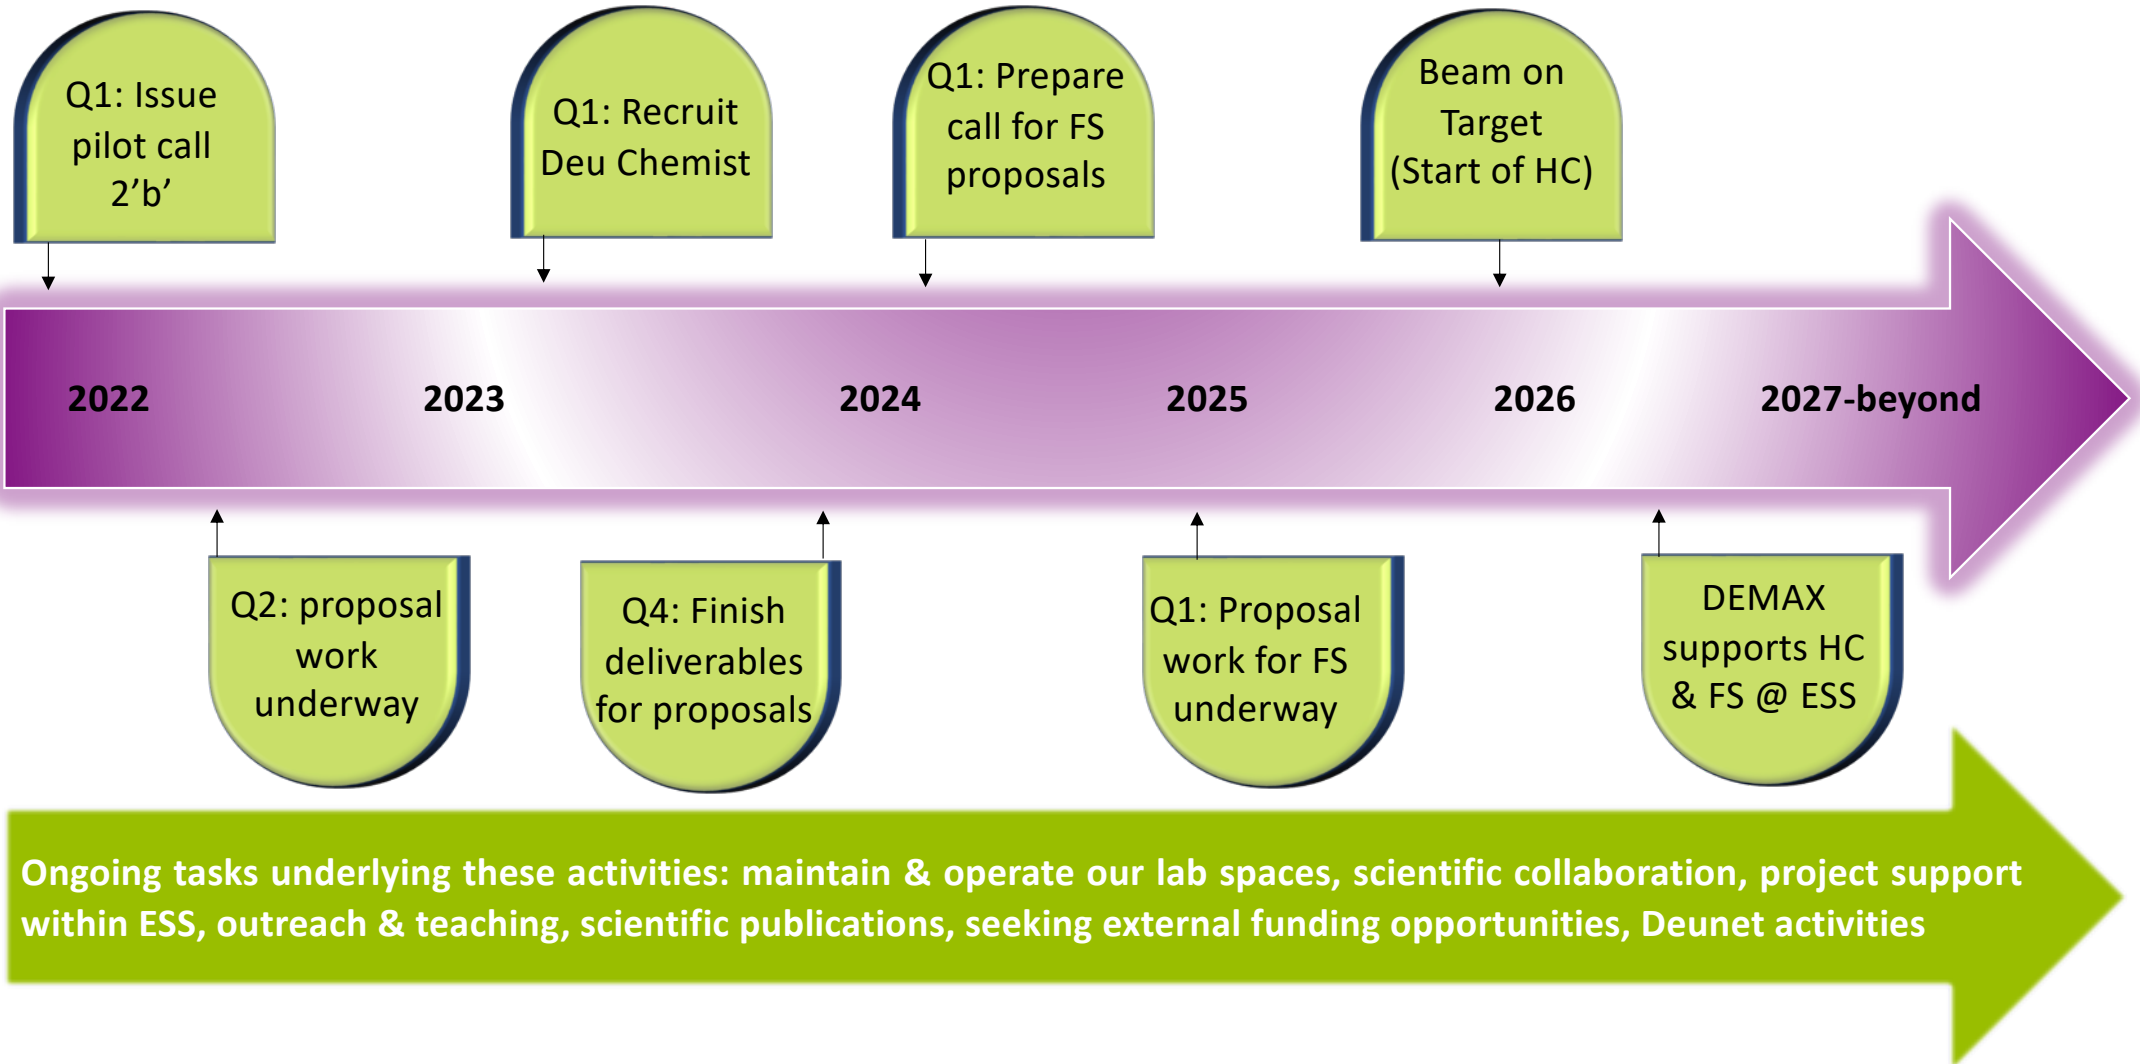 Q1: Issue
pilot call
2’b’
Q1: Recruit
Deu Chemist
Q1: Prepare
call for FS
proposals
Beam on
Target
(Start of HC)
2022
2023
2024
2025
2026
2027-beyond
Q2: proposal
work
underway
Q4: Finish
deliverables
for proposals
Q1: Proposal
work for FS
underway
DEMAX
supports HC
& FS @ ESS
Ongoing tasks underlying these activities: maintain & operate our lab spaces, scientific collaboration, project support
within ESS, outreach & teaching, scientific publications, seeking external funding opportunities, Deunet activities